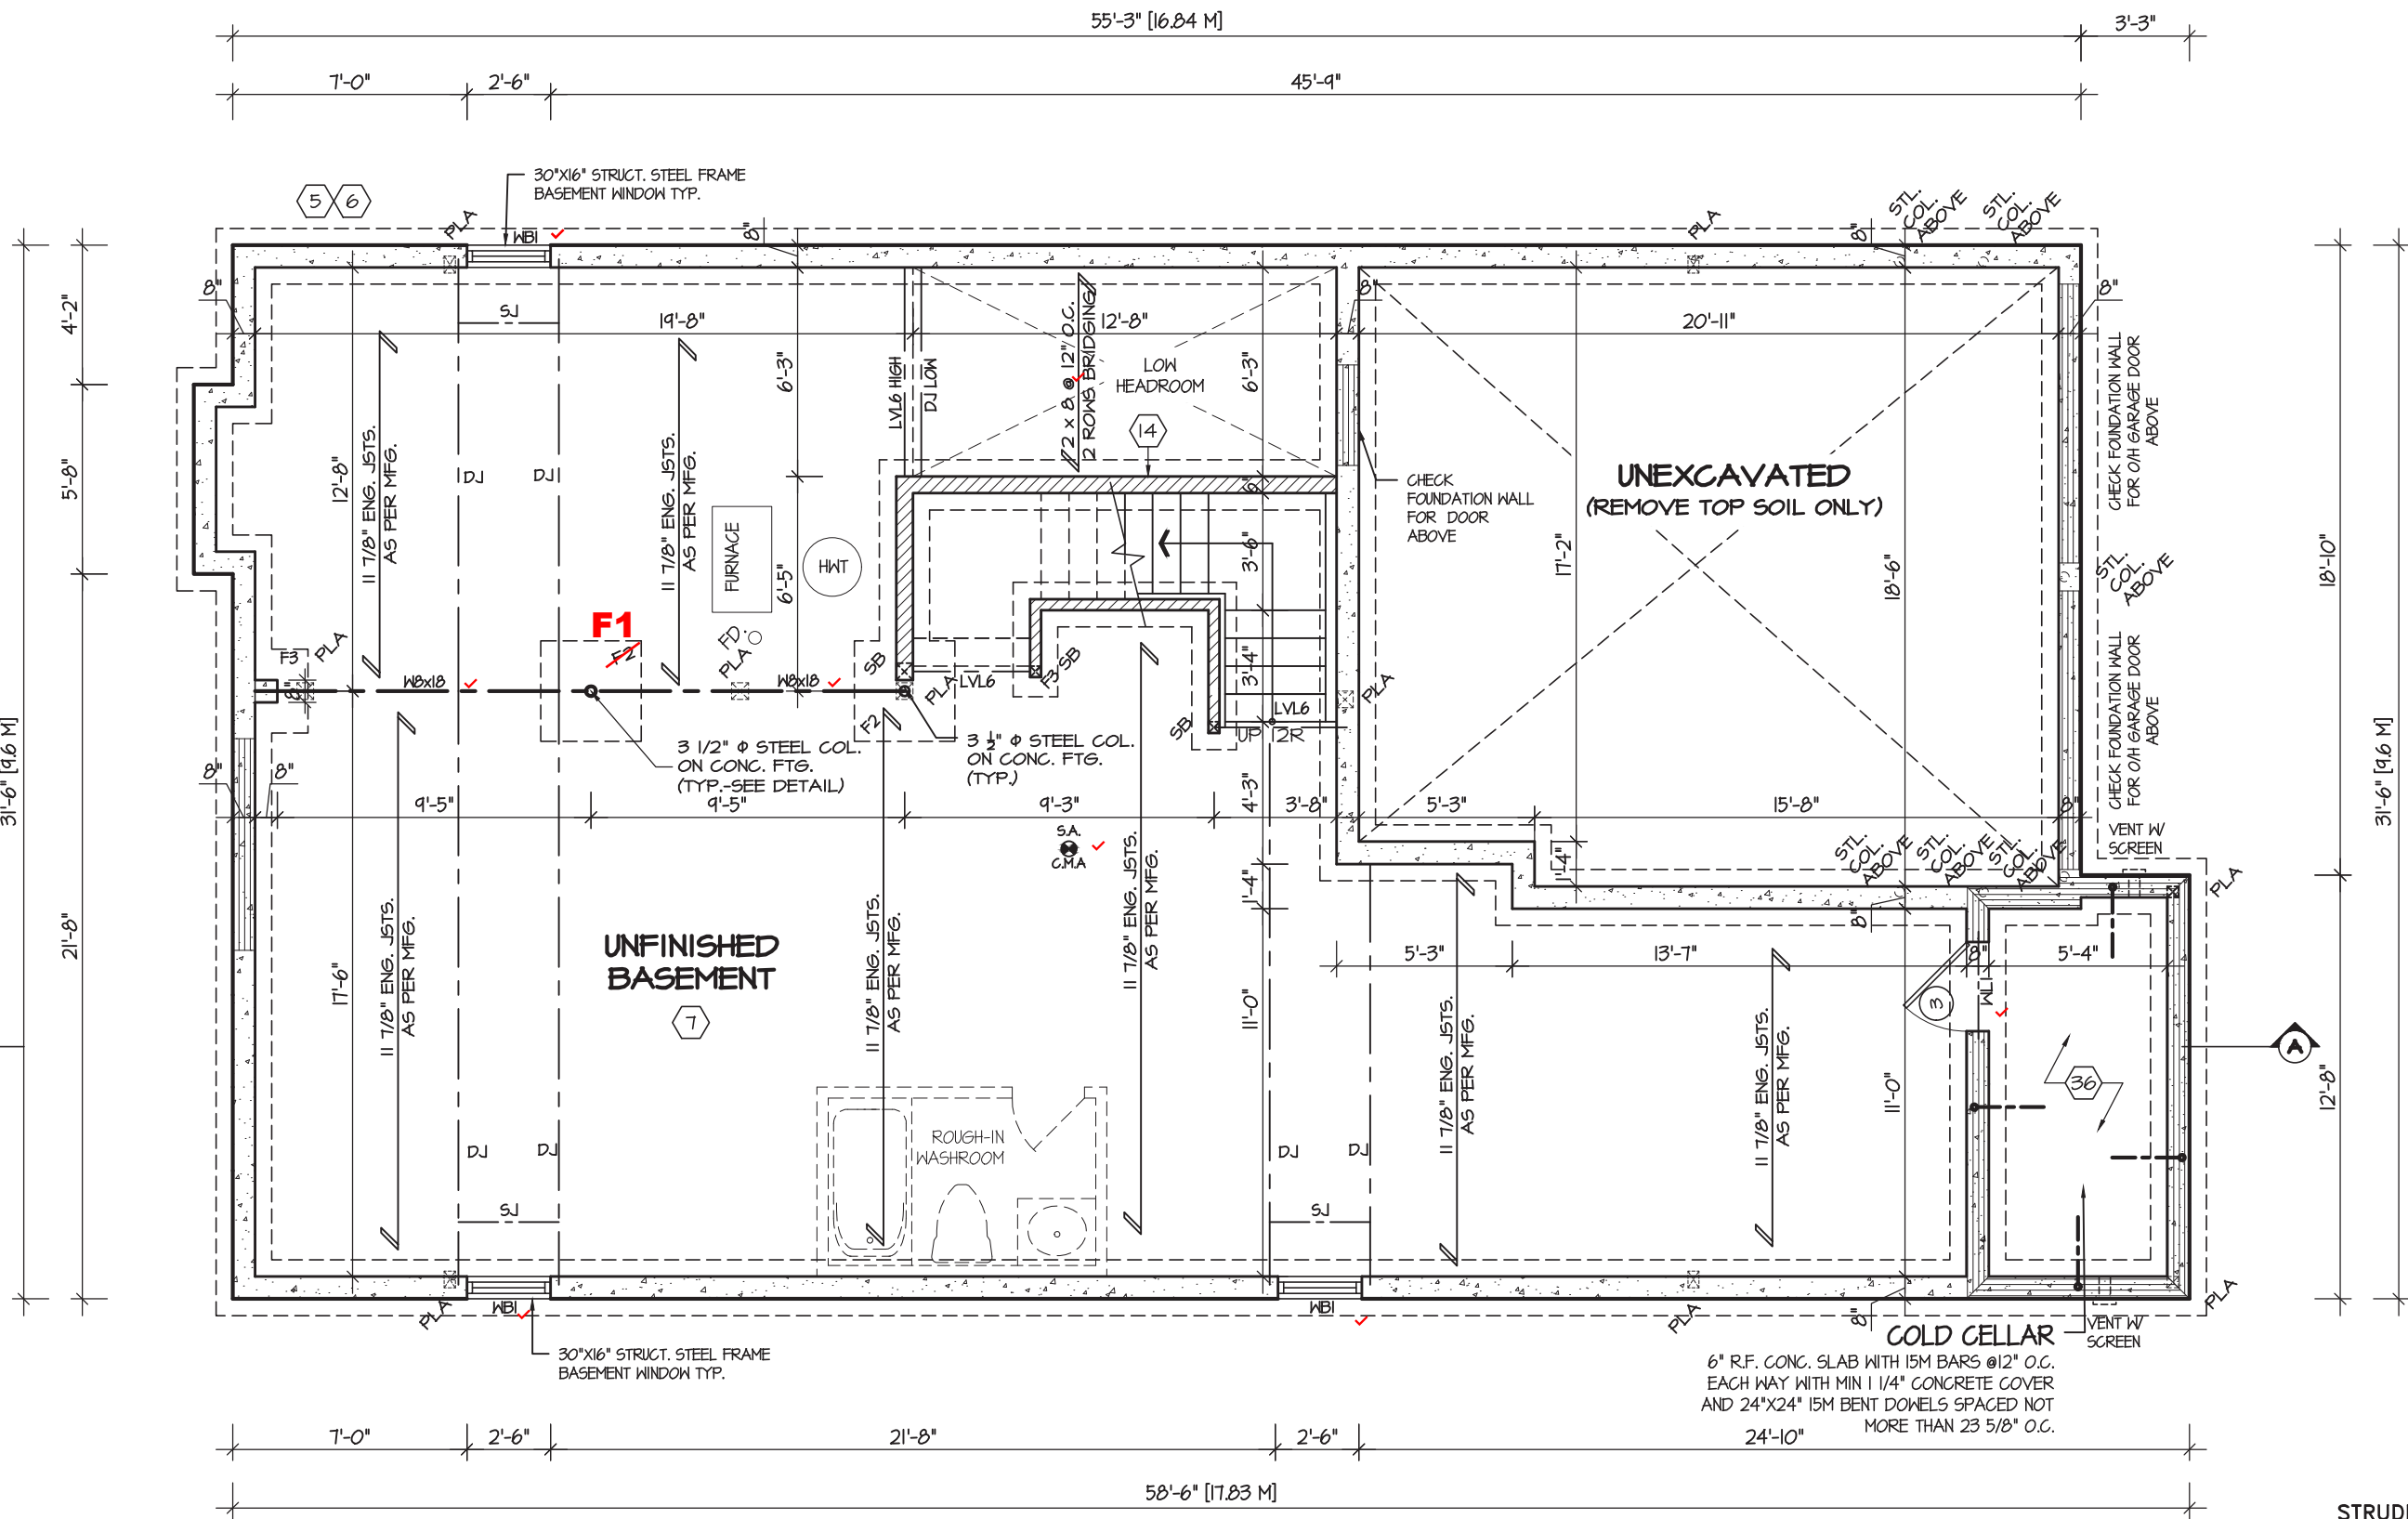 55'-3" [16.84 M]
3'-3"
7'-0"
2'-6"
45'-9"
30"X16" STRUCT. STEEL FRAME
BASEMENT WINDOW TYP.
5
6
PLA
WB1
8"
PLA
8"
STL.
COL.
ABOVE
STL.
COL.
ABOVE
4'-2"
8"
SJ
19'-8"
12'-8"
8"
20'-11"
8"
6'-3"
LVL6 HIGH
DJ LOW
2 x 8 @ 12" O.C.
2 ROWS BRIDGING
LOW
HEADROOM
6'-3"
14
CHECK FOUNDATION WALL
FOR O/H GARAGE DOOR
ABOVE
5'-8"
12'-8"
11 7/8" ENG. JSTS.
AS PER MFG.
DJ
DJ
11 7/8" ENG. JSTS.
AS PER MFG.
6"
CHECK
FOUNDATION WALL
FOR DOOR
ABOVE
UNEXCAVATED
(REMOVE TOP SOIL ONLY)
FURNACE
HWT
6'-5"
3'-6"
17'-2"
18'-6"
18'-10"
STL.
COL.
ABOVE
F1
F2
FD.
PLA
F3
PLA
8"
W8x18
W8x18
SB
PLA
LVL6
F3
SB
3'-4"
PLA
LVL6
SB
UP 12R
F2
3 1/2" Φ STEEL COL.
ON CONC. FTG.
(TYP.-SEE DETAIL)
3 ½" Φ STEEL COL.
ON CONC. FTG.
(TYP.)
CHECK FOUNDATION WALL
FOR O/H GARAGE DOOR
ABOVE
31'-6" [9.6 M]
31'-6" [9.6 M]
8"
8"
9'-5"
9'-5"
9'-3"
4'-3"
3'-8"
5'-3"
15'-8"
8"
S.A.
C.M.A
VENT W/
SCREEN
STL.
COL.
ABOVE
STL.
COL.
ABOVE
STL.
COL.
ABOVE
1'-4"
1'-4"
8"
PLA
21'-8"
17'-6"
11 7/8" ENG. JSTS.
AS PER MFG.
UNFINISHED
BASEMENT
7
11 7/8" ENG. JSTS.
AS PER MFG.
11 7/8" ENG. JSTS.
AS PER MFG.
11'-0"
5'-3"
13'-7"
8"
5'-4"
3
WL1
11 7/8" ENG. JSTS.
AS PER MFG.
11 7/8" ENG. JSTS.
AS PER MFG.
11'-0"
36
A
12'-8"
DJ
DJ
ROUGH-IN
WASHROOM
DJ
DJ
SJ
SJ
PLA
WB1
WB1
PLA
8"
PLA
VENT W/
SCREEN
30"X16" STRUCT. STEEL FRAME
BASEMENT WINDOW TYP.
COLD CELLAR
6" R.F. CONC. SLAB WITH 15M BARS @12" O.C.
EACH WAY WITH MIN 1 1/4" CONCRETE COVER
AND 24"X24" 15M BENT DOWELS SPACED NOT
MORE THAN 23 5/8" O.C.
7'-0"
2'-6"
21'-8"
2'-6"
24'-10"
58'-6" [17.83 M]